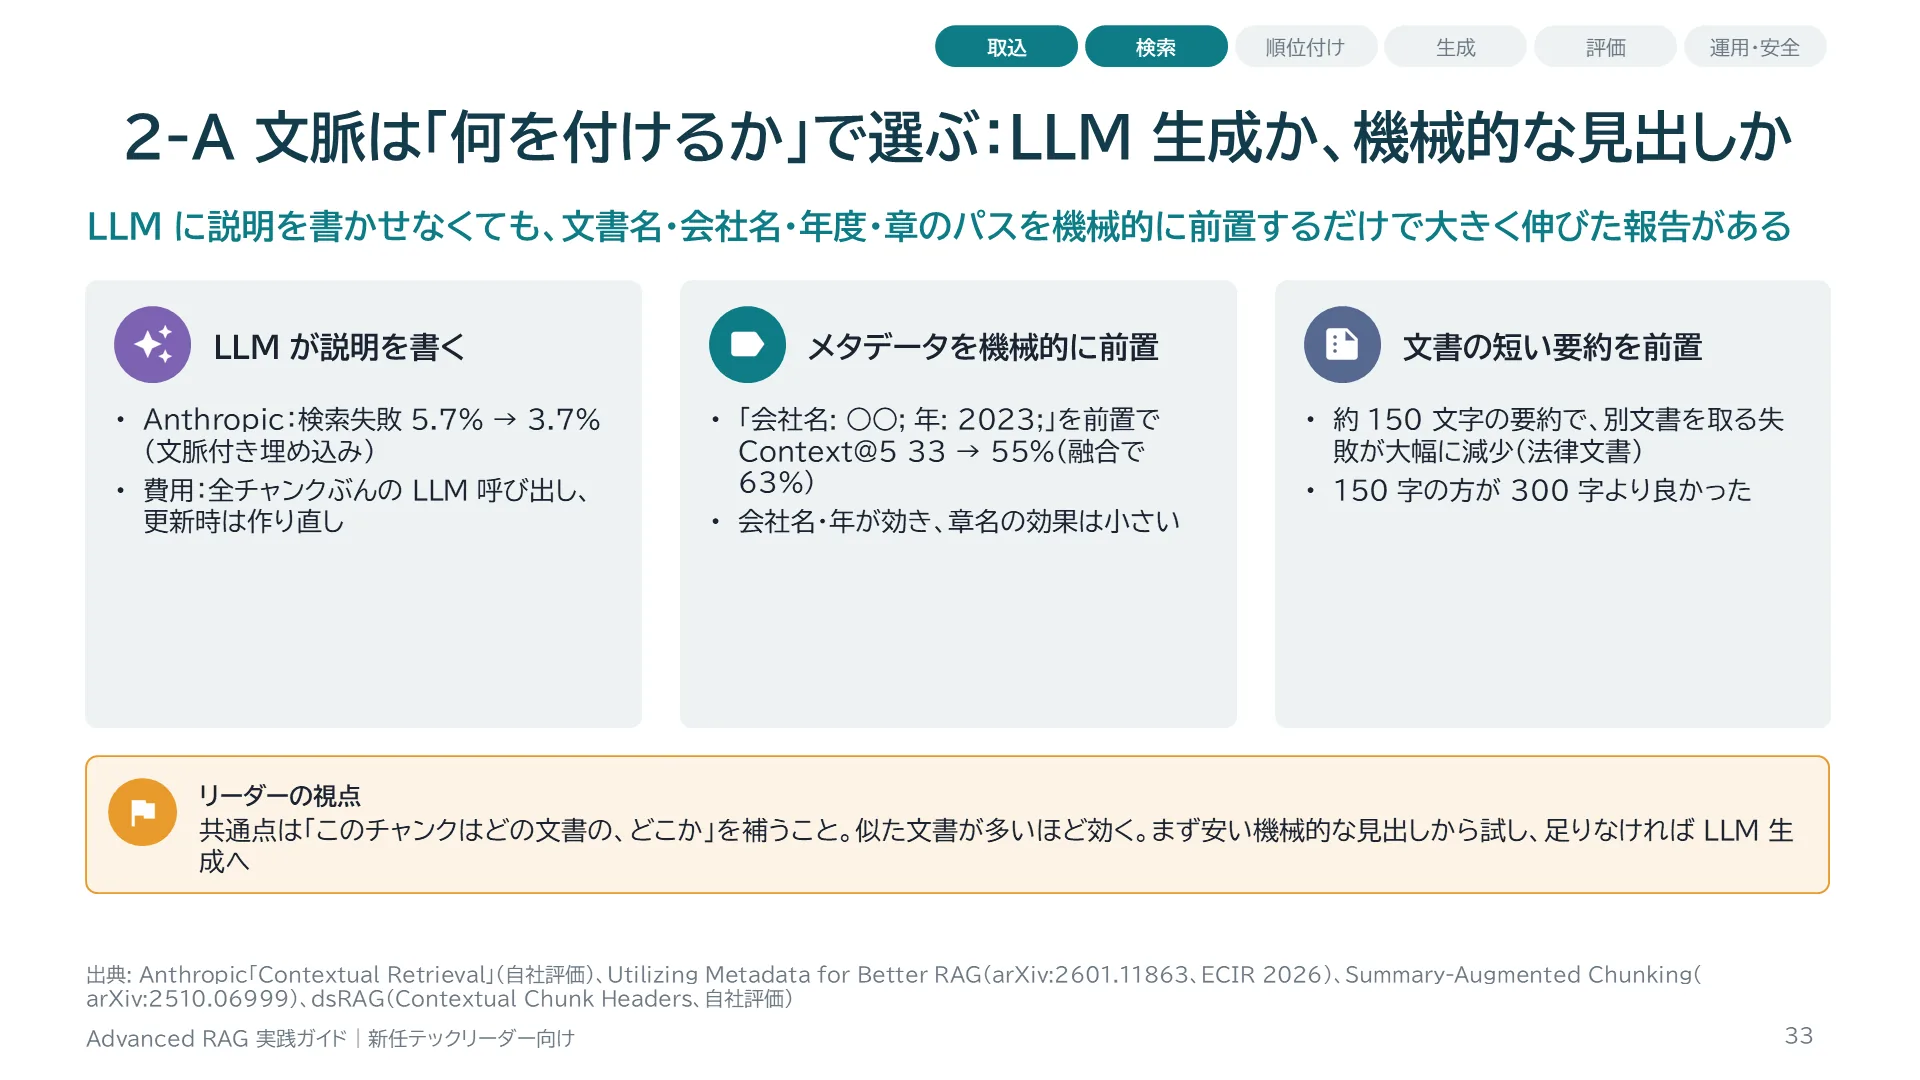 取込
検索
順位付け
生成
評価
運用・安全
2-A 文脈は「何を付けるか」で選ぶ：LLM 生成か、機械的な見出しか
LLM に説明を書かせなくても、文書名・会社名・年度・章のパスを機械的に前置するだけで大きく伸びた報告がある
LLM が説明を書く
• Anthropic：検索失敗 5.7% → 3.7%
（文脈付き埋め込み）
• 費用：全チャンクぶんの LLM 呼び出し、
更新時は作り直し
メタデータを機械的に前置
• 「会社名: 〇〇; 年: 2023;」を前置で
Context@5 33 → 55%（融合で
63%）
• 会社名・年が効き、章名の効果は小さい
文書の短い要約を前置
• 約 150 文字の要約で、別文書を取る失
敗が大幅に減少（法律文書）
• 150 字の方が 300 字より良かった
リーダーの視点
共通点は「このチャンクはどの文書の、どこか」を補うこと。似た文書が多いほど効く。まず安い機械的な見出しから試し、足りなければ LLM 生
成へ
出典: Anthropic「Contextual Retrieval」（自社評価）、Utilizing Metadata for Better RAG（arXiv:2601.11863、ECIR 2026）、Summary-Augmented Chunking（
arXiv:2510.06999）、dsRAG（Contextual Chunk Headers、自社評価）
Advanced RAG 実践ガイド｜新任テックリーダー向け
33